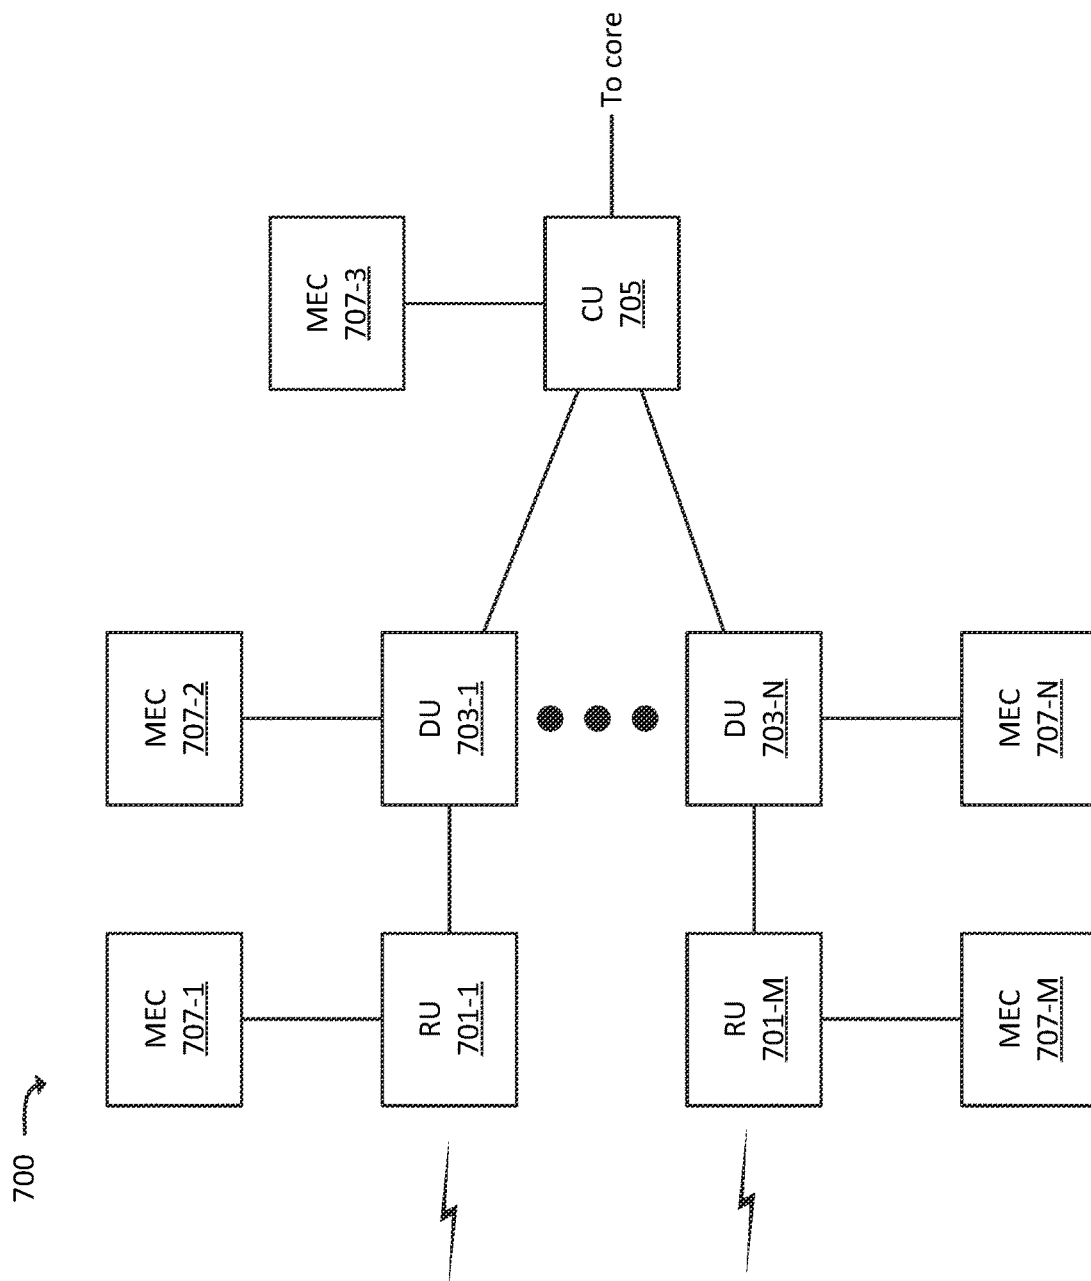 700
MEC
707-1
MEC
707-2
MEC
707-3
RU
701-1
DU
703-1
CU
705
To core
RU
701-M
DU
703-N
MEC
707-M
MEC
707-N